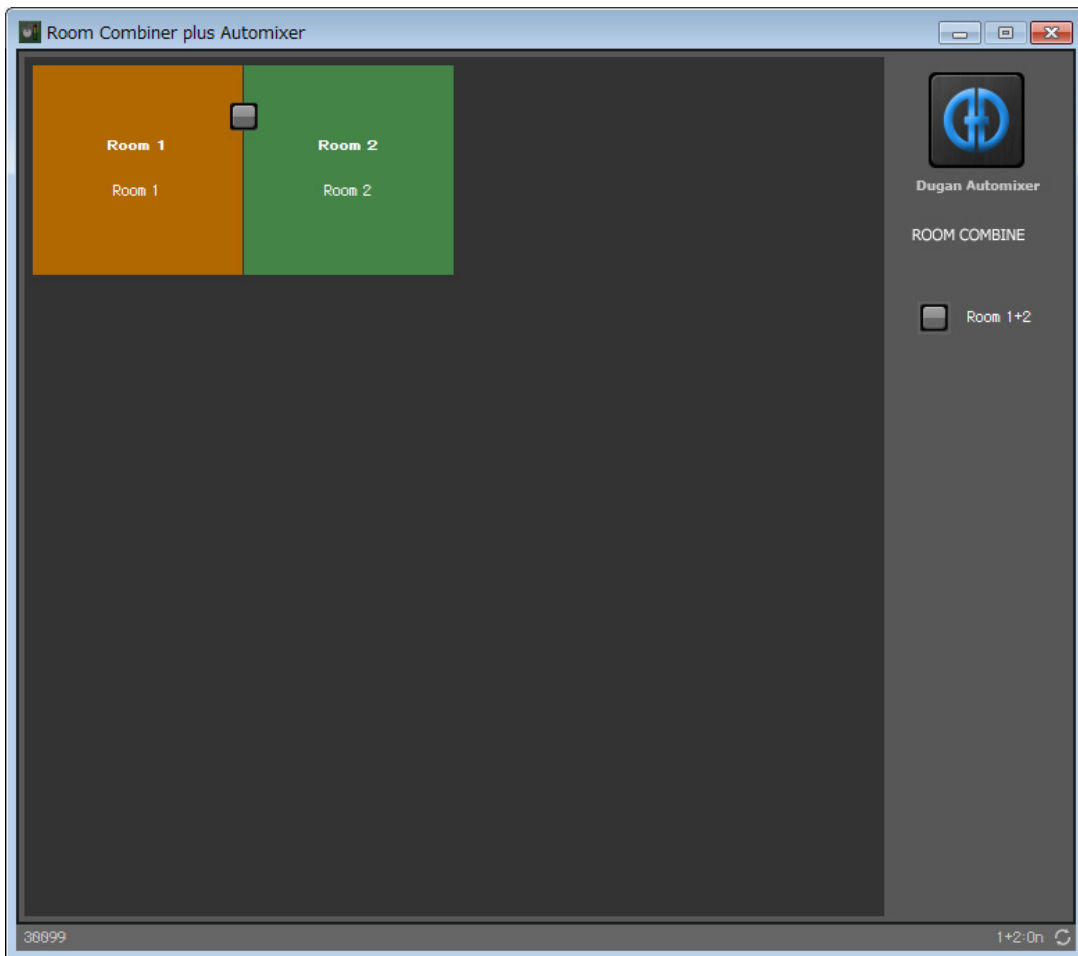 Room Combiner plus Automixer
Room 1
Room 2
Room 1
Room 2
Dugan Automixer
ROOM COMBINE
Room 1+2
30099
1+2:On